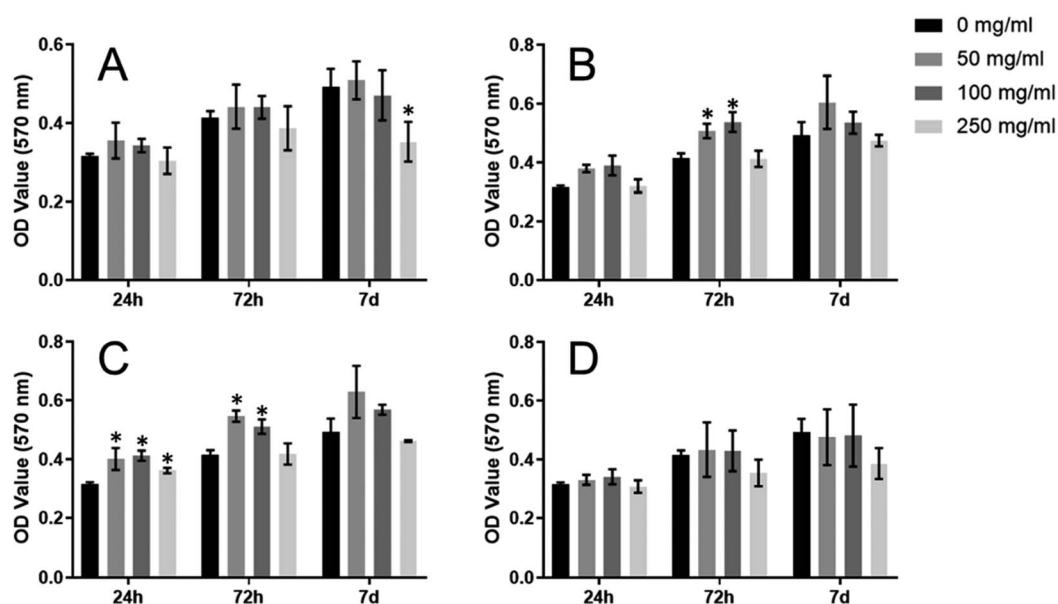 A
OD Value (570 nm)
0.6
0.4
0.2
0.0
*
24h
72h
7d
B
OD Value (570 nm)
0.8
0.6
0.4
0.2
0.0
* *
24h
72h
7d
0 mg/ml
50 mg/ml
100 mg/ml
250 mg/ml
C
OD Value (570 nm)
0.8
0.6
0.4
0.2
0.0
* * *
* *
24h
72h
7d
D
OD Value (570 nm)
0.8
0.6
0.4
0.2
0.0
24h
72h
7d